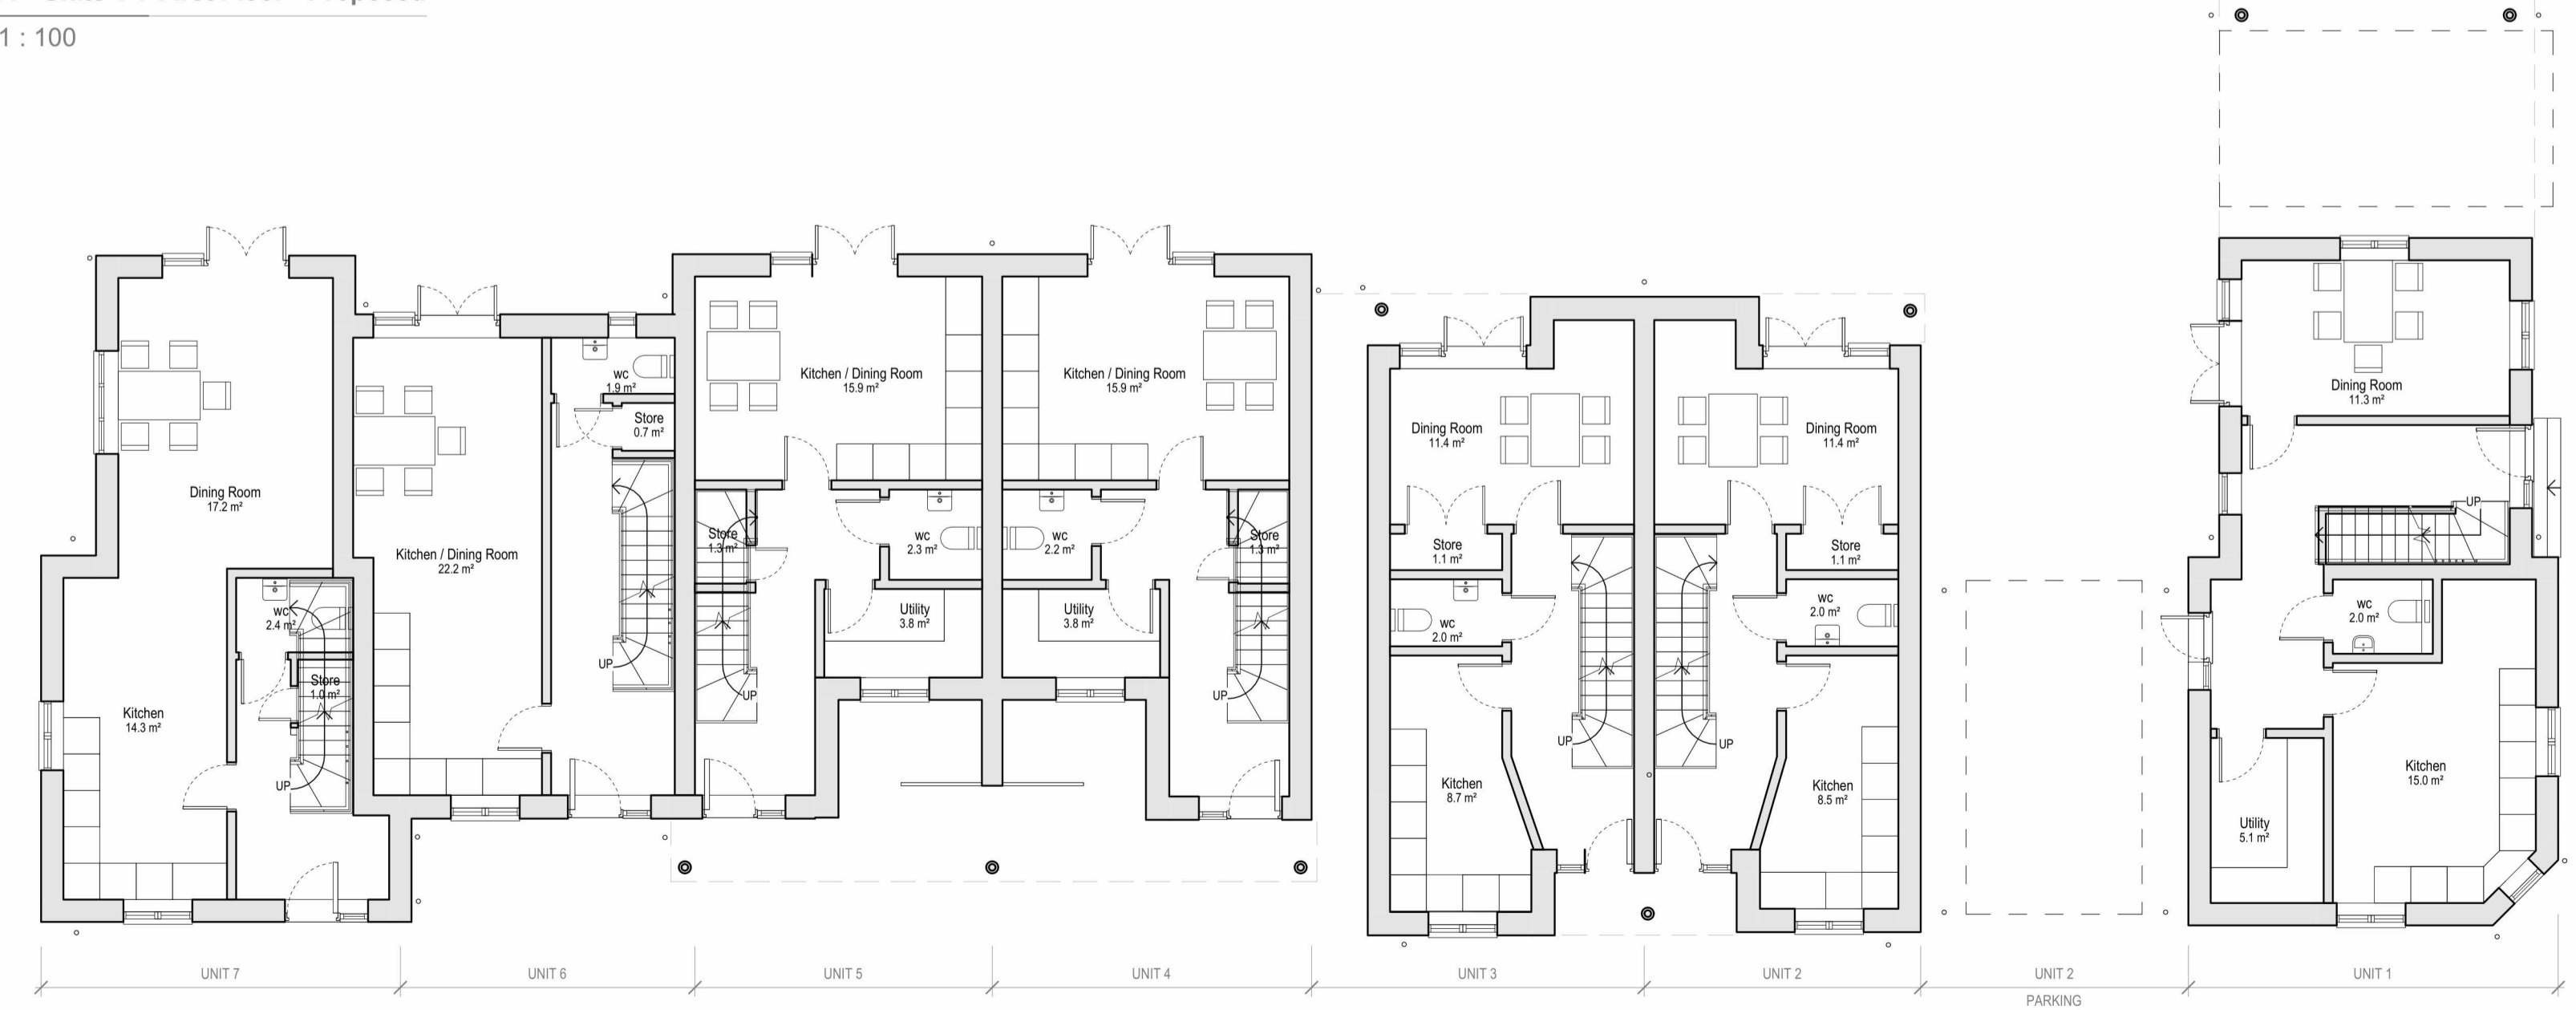 1 : 100
Dining Room
17.2 m²
wc
2.4 m²
Store
1.0 m²
UP
Kitchen
14.3 m²
Kitchen / Dining Room
22.2 m²
wc
1.9 m²
Store
0.7 m²
UP
Kitchen / Dining Room
15.9 m²
Store
1.3 m²
wc
2.3 m²
Utility
3.8 m²
UP
Kitchen / Dining Room
15.9 m²
wc
2.2 m²
Store
1.3 m²
Utility
3.8 m²
UP
Dining Room
11.4 m²
Store
1.1 m²
wc
2.0 m²
UP
Kitchen
8.7 m²
Dining Room
11.4 m²
Store
1.1 m²
wc
2.0 m²
UP
Kitchen
8.5 m²
Dining Room
11.3 m²
UP
wc
2.0 m²
Kitchen
15.0 m²
Utility
5.1 m²
UNIT 7
UNIT 6
UNIT 5
UNIT 4
UNIT 3
UNIT 2
UNIT 2
PARKING
UNIT 1